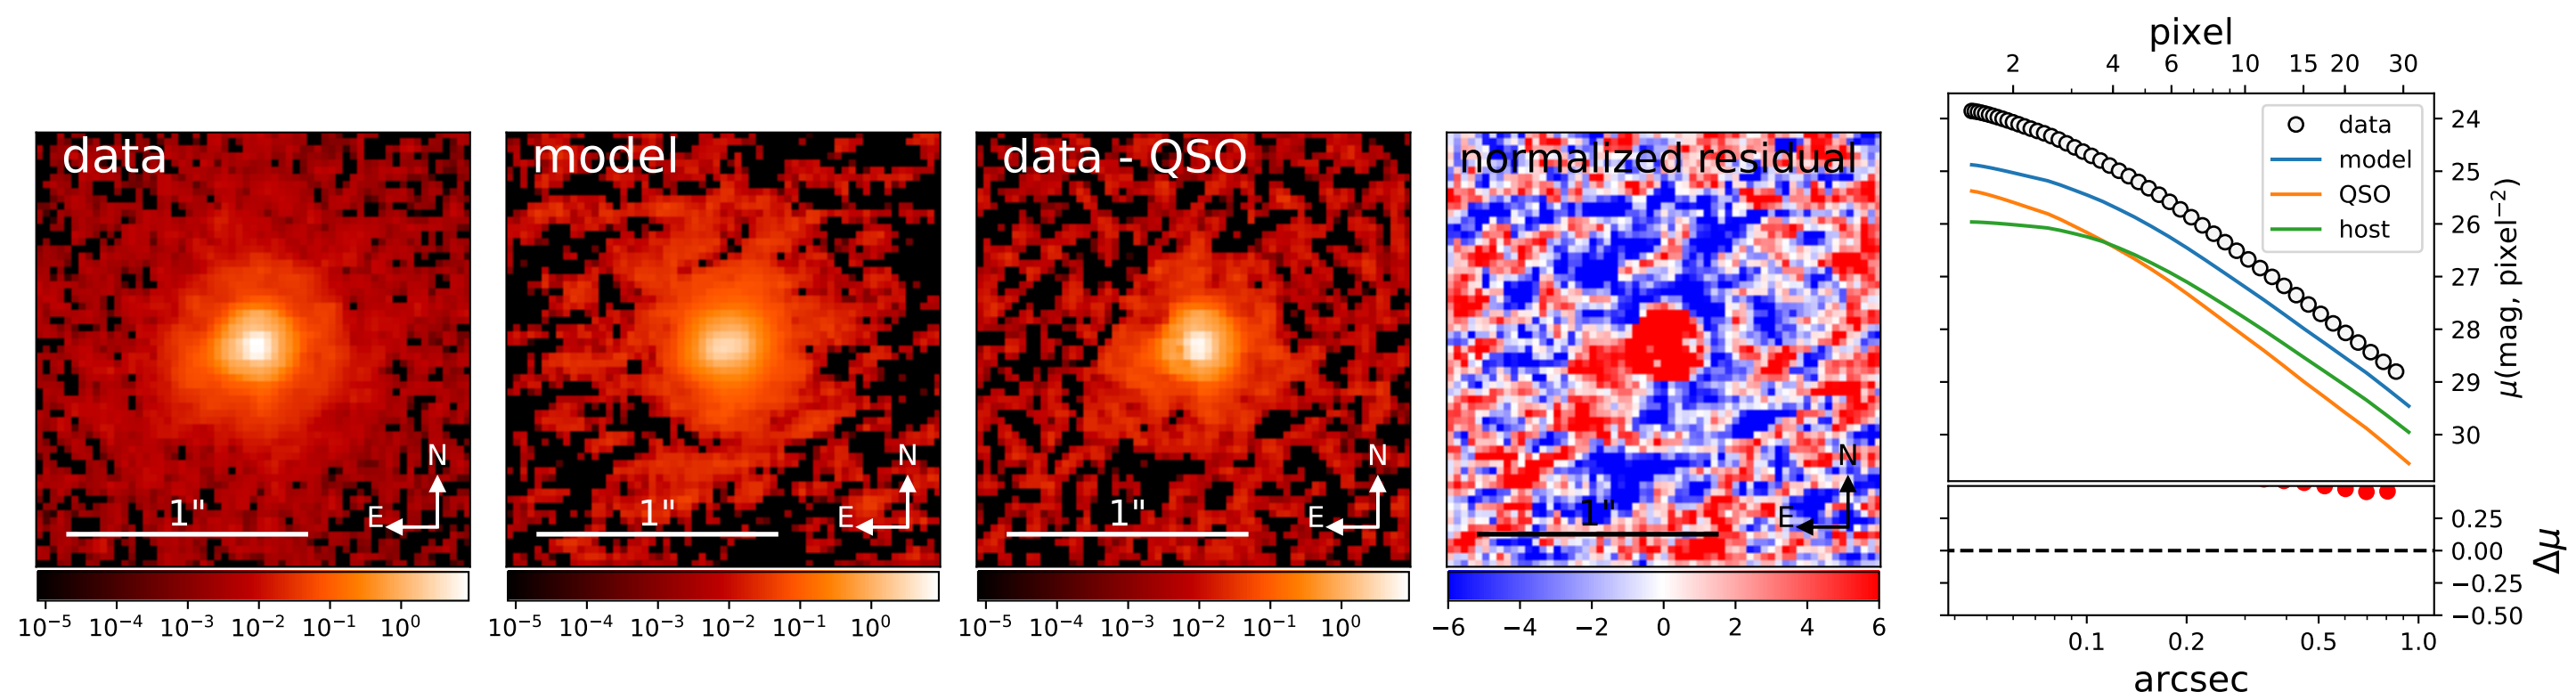 data
1"
N
E
10⁻⁵ 10⁻⁴ 10⁻³ 10⁻² 10⁻¹ 10⁰
model
1"
N
E
10⁻⁵ 10⁻⁴ 10⁻³ 10⁻² 10⁻¹ 10⁰
data - QSO
1"
N
E
10⁻⁵ 10⁻⁴ 10⁻³ 10⁻² 10⁻¹ 10⁰
normalized residual
1"
N
E
−6 −4 −2 0 2 4 6
pixel
2 4 6 10 15 20 30
data
model
QSO
host
24
25
26
27
28
29
30
μ(mag, pixel⁻²)
0.25
0.00
−0.25
−0.50
Δμ
0.1 0.2 0.5 1.0
arcsec